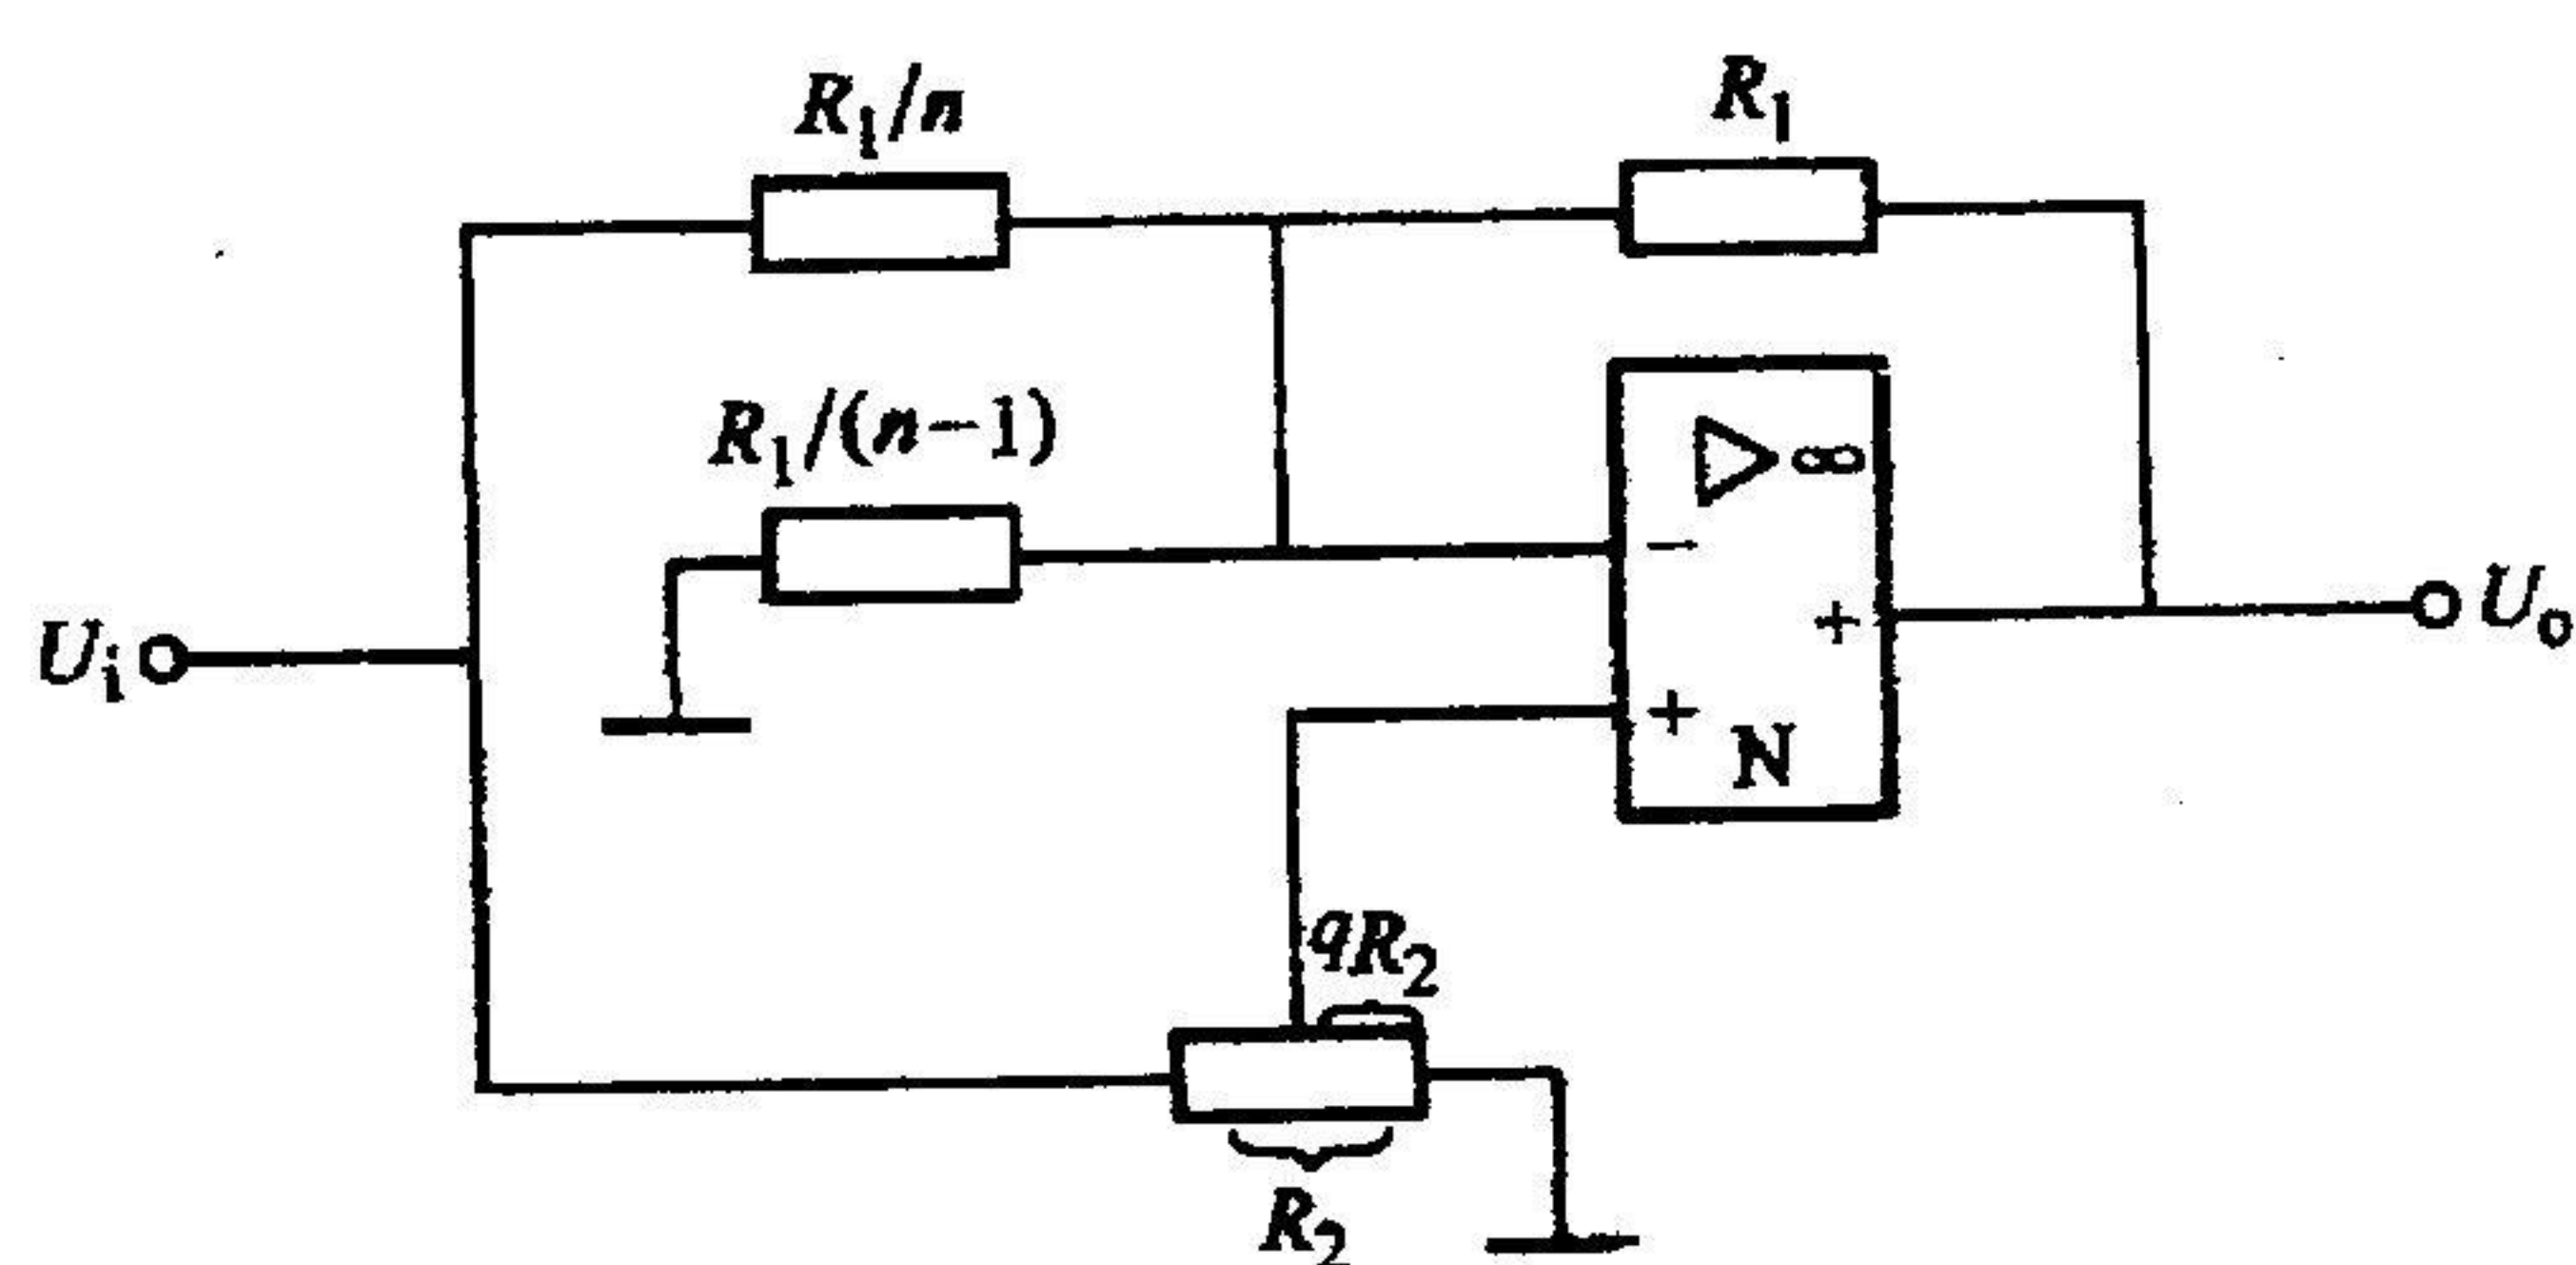 R₁/n
R₁
R₁/(n−1)
▷∞
−
Uᵢ
+
Uₒ
+
N
qR₂
R₂